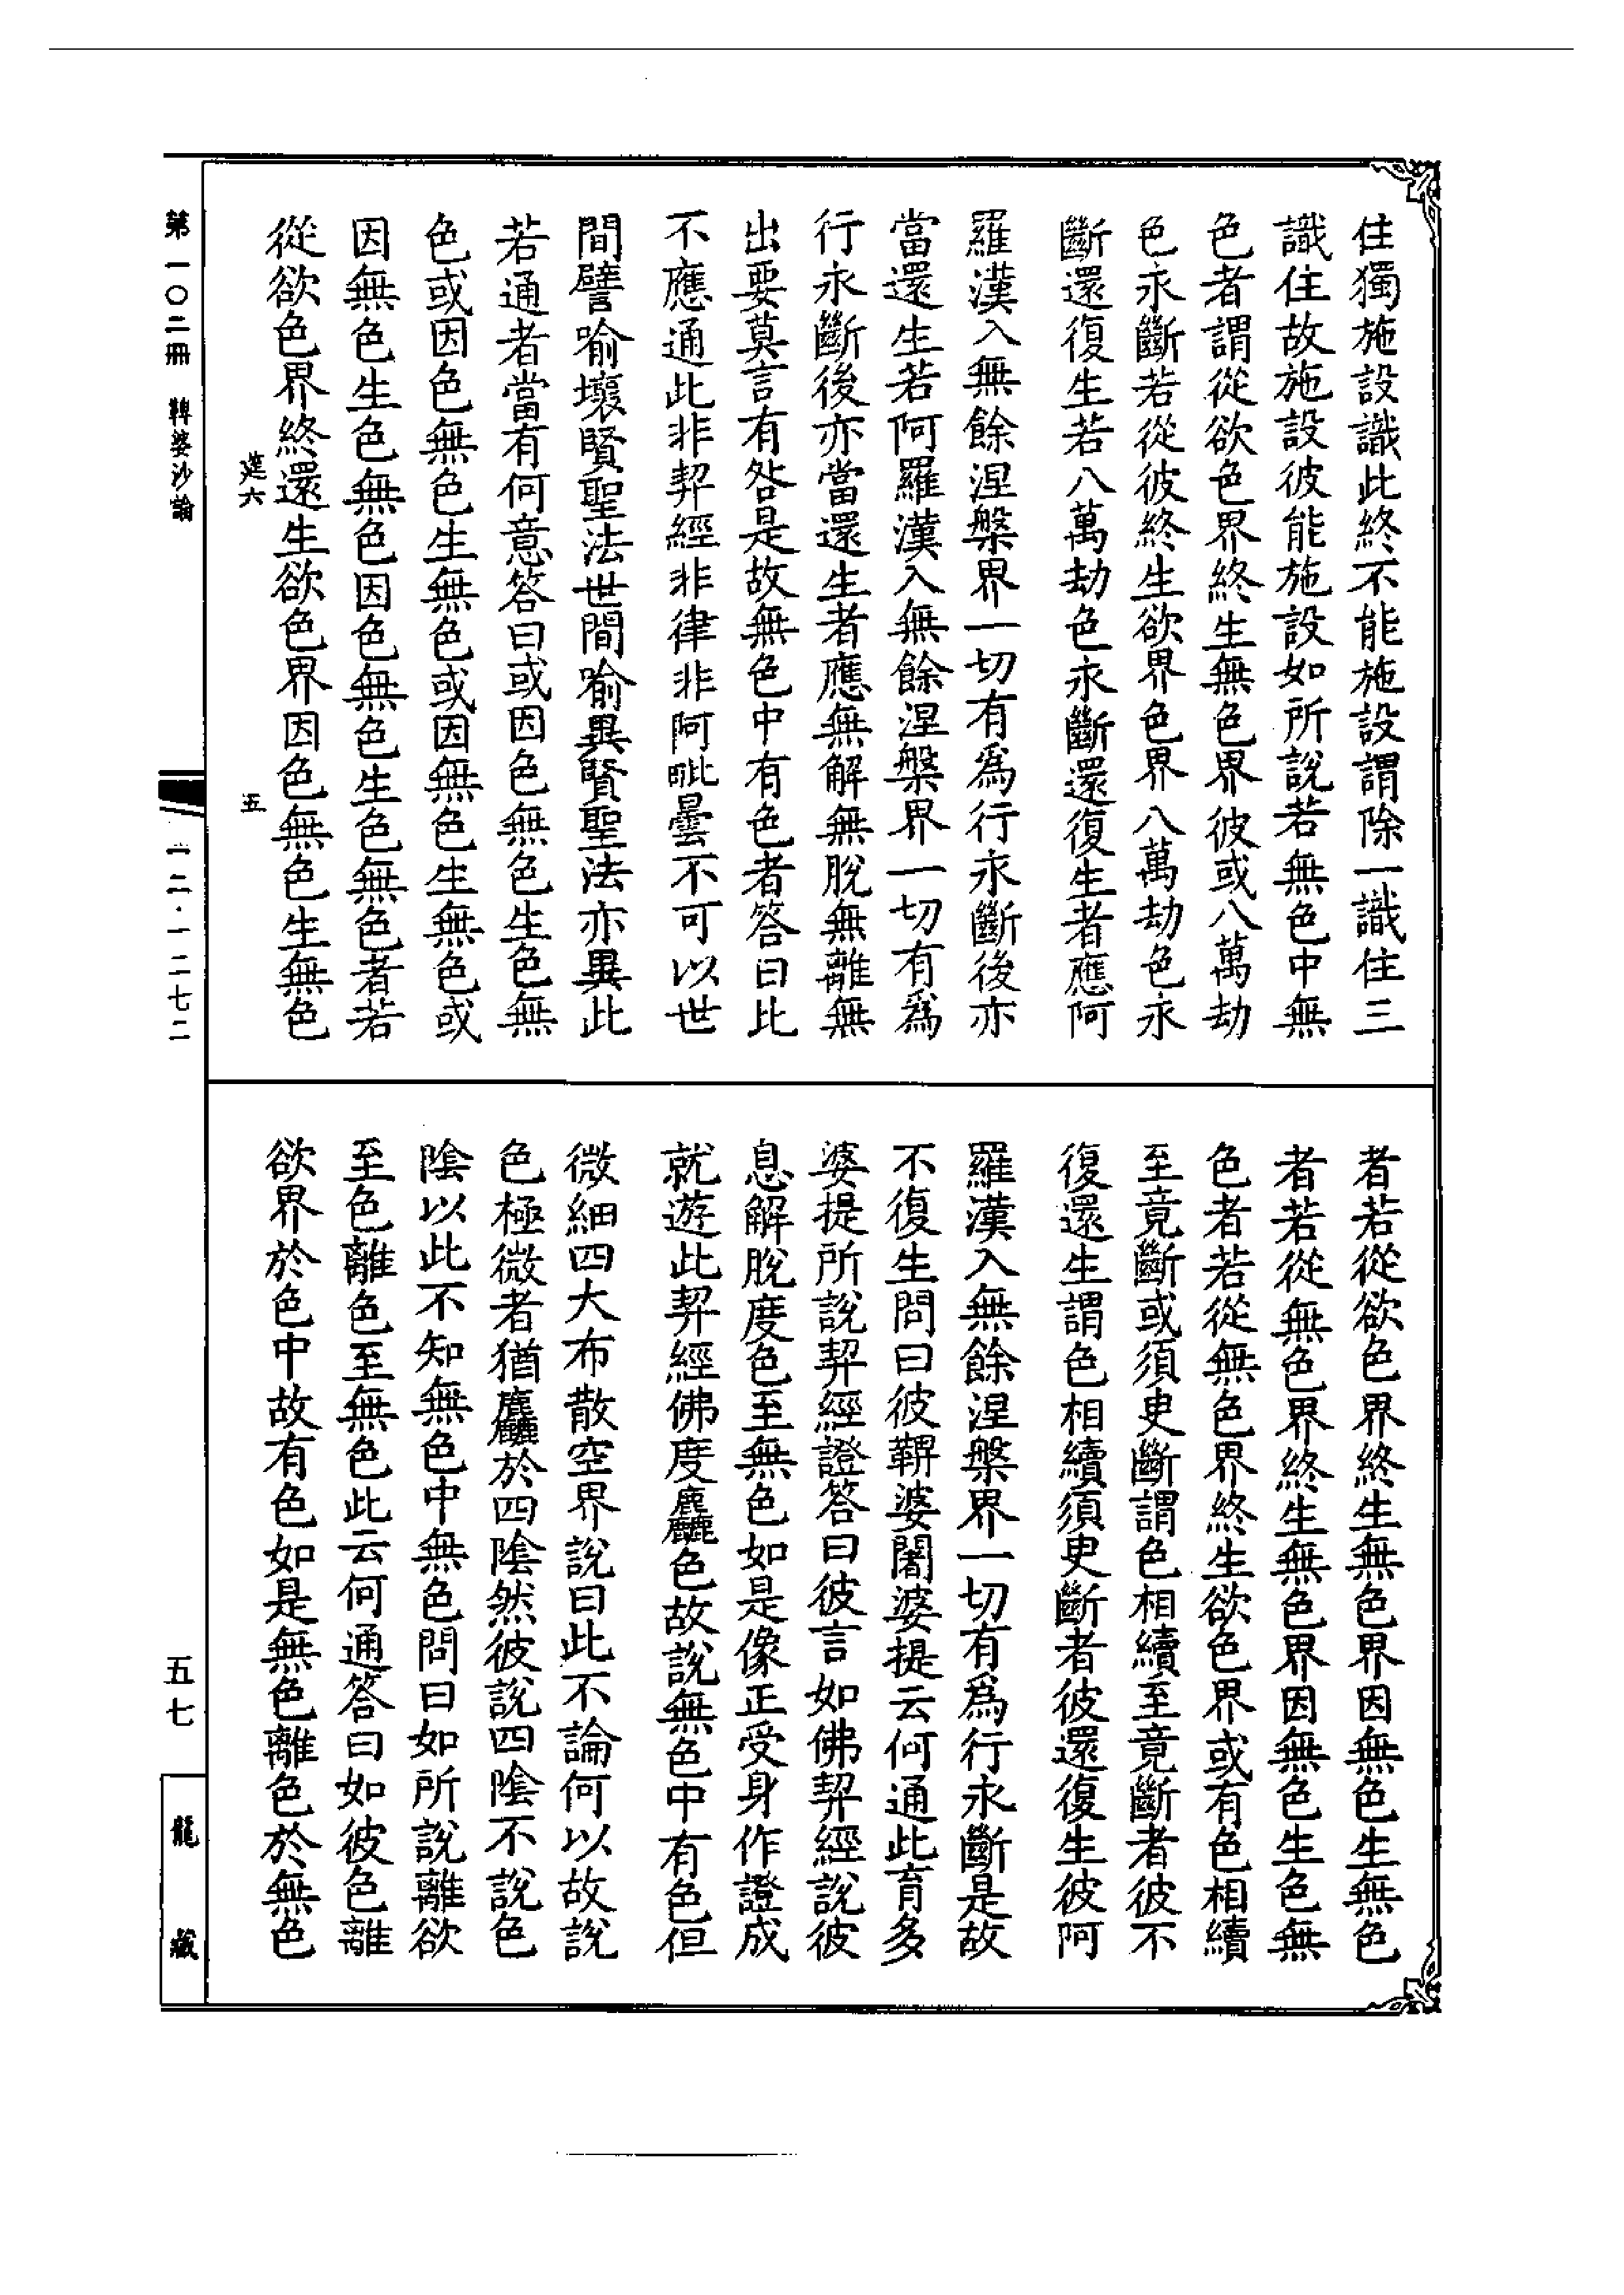 住獨施設識此終不能施設謂除一識住三
識住故施設彼能施設如所說若無色中無
色者謂從欲色界終生無色界彼或八萬劫
色永斷若從彼終生欲界色界八萬劫色永
斷還復生若八萬劫色永斷還復生者應阿
羅漢入無餘涅槃界一切有爲行永斷後亦
當還生若阿羅漢入無餘涅槃界一切有爲
行永斷後亦當還生者應無解無脫無離無
出要莫言有咎是故無色中有色者答曰此
不應通此非契經非律非阿毗曇不可以世
間譬喻壞賢聖法世間喻異賢聖法亦異此
若通者當有何意答曰或因色無色生色無
色或因色無色生無色或因無色生無色或
因無色生色無色因色無色生色無色者若
從欲色界終還生欲色界因色無色生無色
者若從欲色界終生無色界因無色生無色
者若從無色界終生無色界因無色生色無
色者若從無色界終生欲色界或有色相續
至竟斷或須臾斷謂色相續至竟斷者彼不
復還生謂色相續須臾斷者彼還復生彼阿
羅漢入無餘涅槃界一切有爲行永斷是故
不復生問曰彼鞞婆闍婆提云何通此育多
婆提所說契經證答曰彼言如佛契經說彼
息解脫度色至無色如是像正受身作證成
就遊此契經佛度麤色故說無色中有色但
微細四大布散空界說曰此不論何以故說
色極微者猶麤於四陰然彼說四陰不說色
陰以此不知無色中無色問曰如所說離欲
至色離色至無色此云何通答曰如彼色離
欲界於色中故有色如是無色離色於無色
第一〇二冊 鞞婆沙論
一二·一二七二
五七
龍藏
六
五